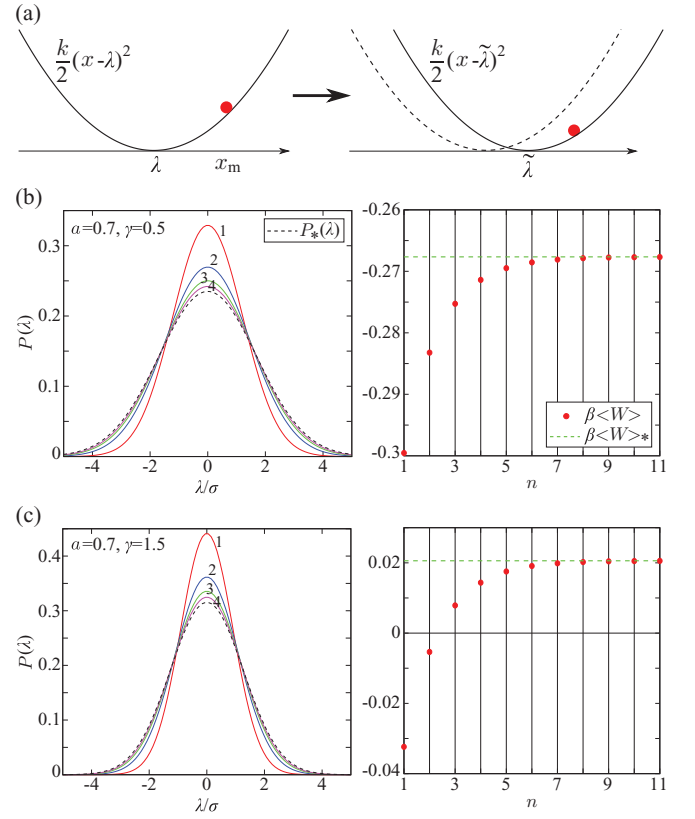 (a)
k/2 (x-λ)² k/2 (x-λ̃)²
λ x_m λ̃
(b)
a=0.7, γ=0.5 P*(λ)
1
2
3
4
0.3
0.2
0.1
0
P(λ)
-4 -2 0 2 4
λ/σ
-0.26
-0.27
-0.28
-0.29
-0.3
β<W>
β<W>*
1 3 5 7 9 11
n
(c)
a=0.7, γ=1.5
1
2
3
4
0.4
0.3
0.2
0.1
0
P(λ)
-4 -2 0 2 4
λ/σ
0.02
0
-0.02
-0.04
1 3 5 7 9 11
n